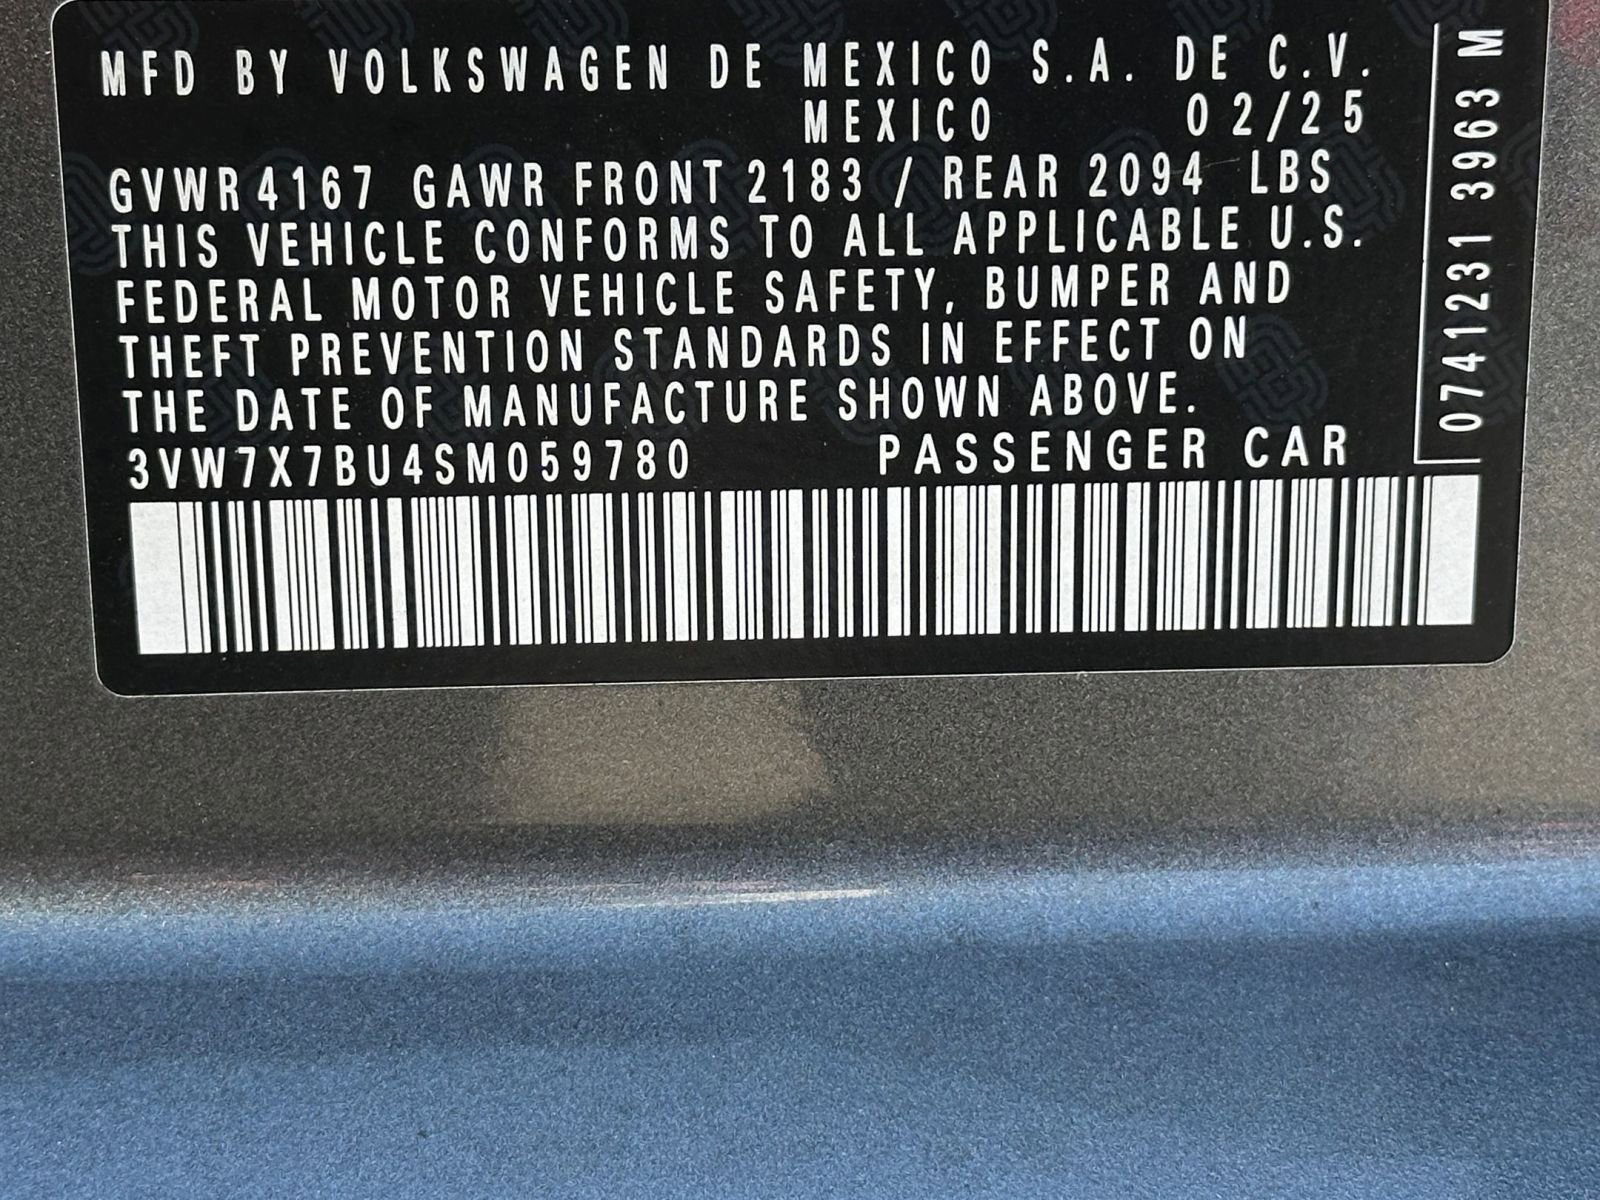 MFD BY VOLKSWAGEN DE MEXICO S.A. DE C.V.
MEXICO 02/25
GVWR 4167 GAWR FRONT 2183 / REAR 2094 LBS
THIS VEHICLE CONFORMS TO ALL APPLICABLE U.S.
FEDERAL MOTOR VEHICLE SAFETY, BUMPER AND
THEFT PREVENTION STANDARDS IN EFFECT ON
THE DATE OF MANUFACTURE SHOWN ABOVE.
3VW7X7BU4SM059780 PASSENGER CAR
0741231 3963 M